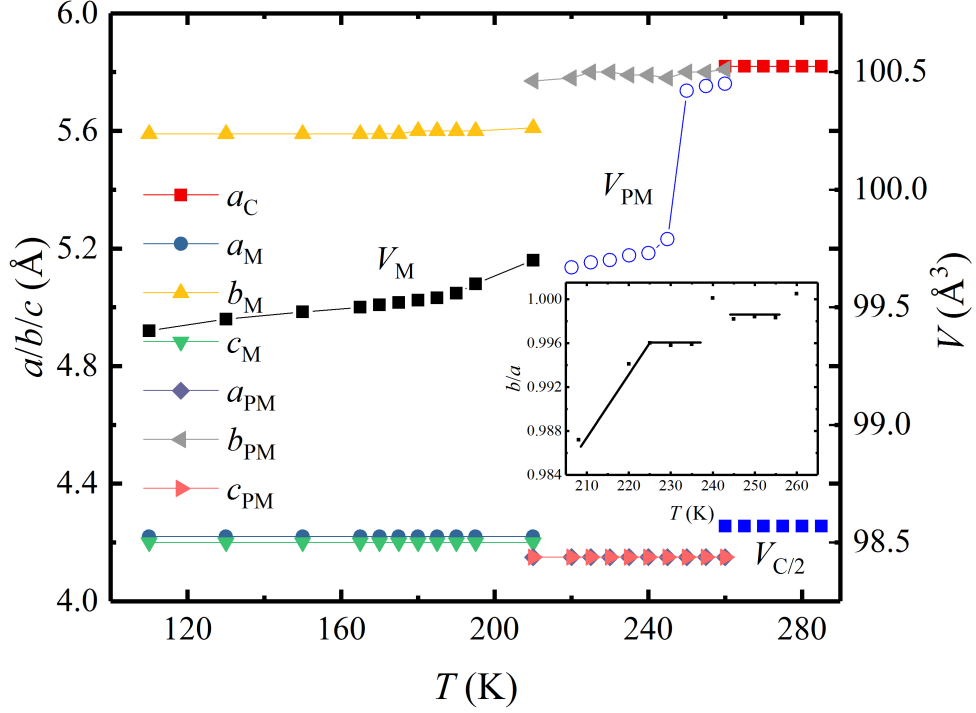 6.0
5.6
5.2
4.8
4.4
4.0
a/b/c (Å)
120
160
200
240
280
T (K)
100.5
100.0
99.5
99.0
98.5
V (Å³)
a_C
a_M
b_M
c_M
a_PM
b_PM
c_PM
V_M
V_PM
V_C/2
1.000
0.996
0.992
0.988
0.984
b/a
210
220
230
240
250
260
T (K)